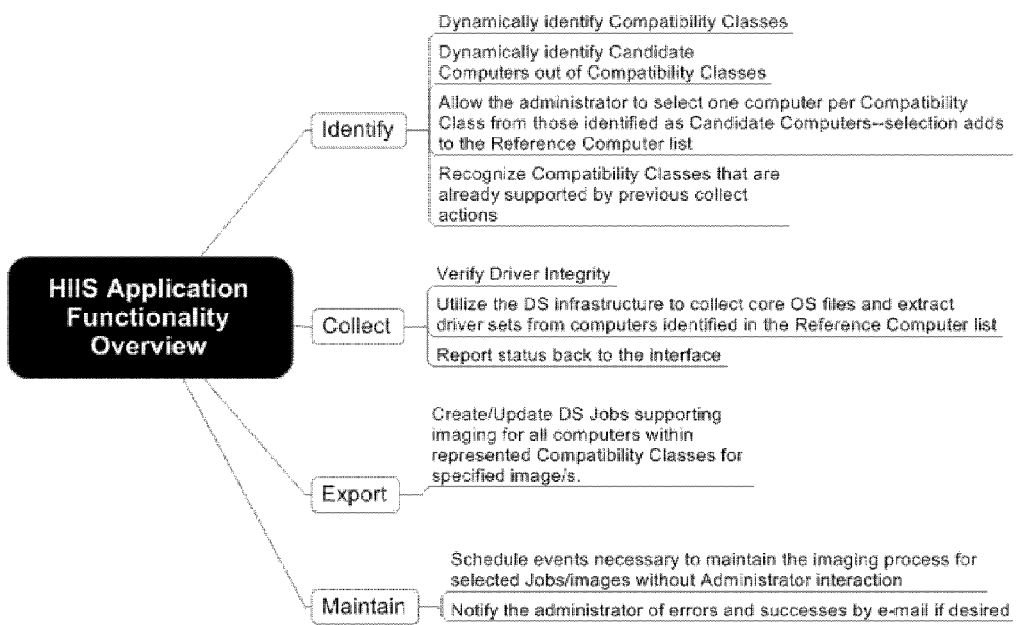 Dynamically identify Compatibility Classes
Dynamically identify Candidate
Computers out of Compatibility Classes
Allow the administrator to select one computer per Compatibility
Class from those identified as Candidate Computers--selection adds
to the Reference Computer list
Identify
Recognize Compatibility Classes that are
already supported by previous collect
actions
HIIS Application
Functionality
Overview
Verify Driver Integrity
Utilize the DS infrastructure to collect core OS files and extract
driver sets from computers identified in the Reference Computer list
Collect
Report status back to the interface
Create/Update DS Jobs supporting
imaging for all computers within
represented Compatibility Classes for
specified image/s.
Export
Schedule events necessary to maintain the imaging process for
selected Jobs/images without Administrator interaction
Maintain
Notify the administrator of errors and successes by e-mail if desired